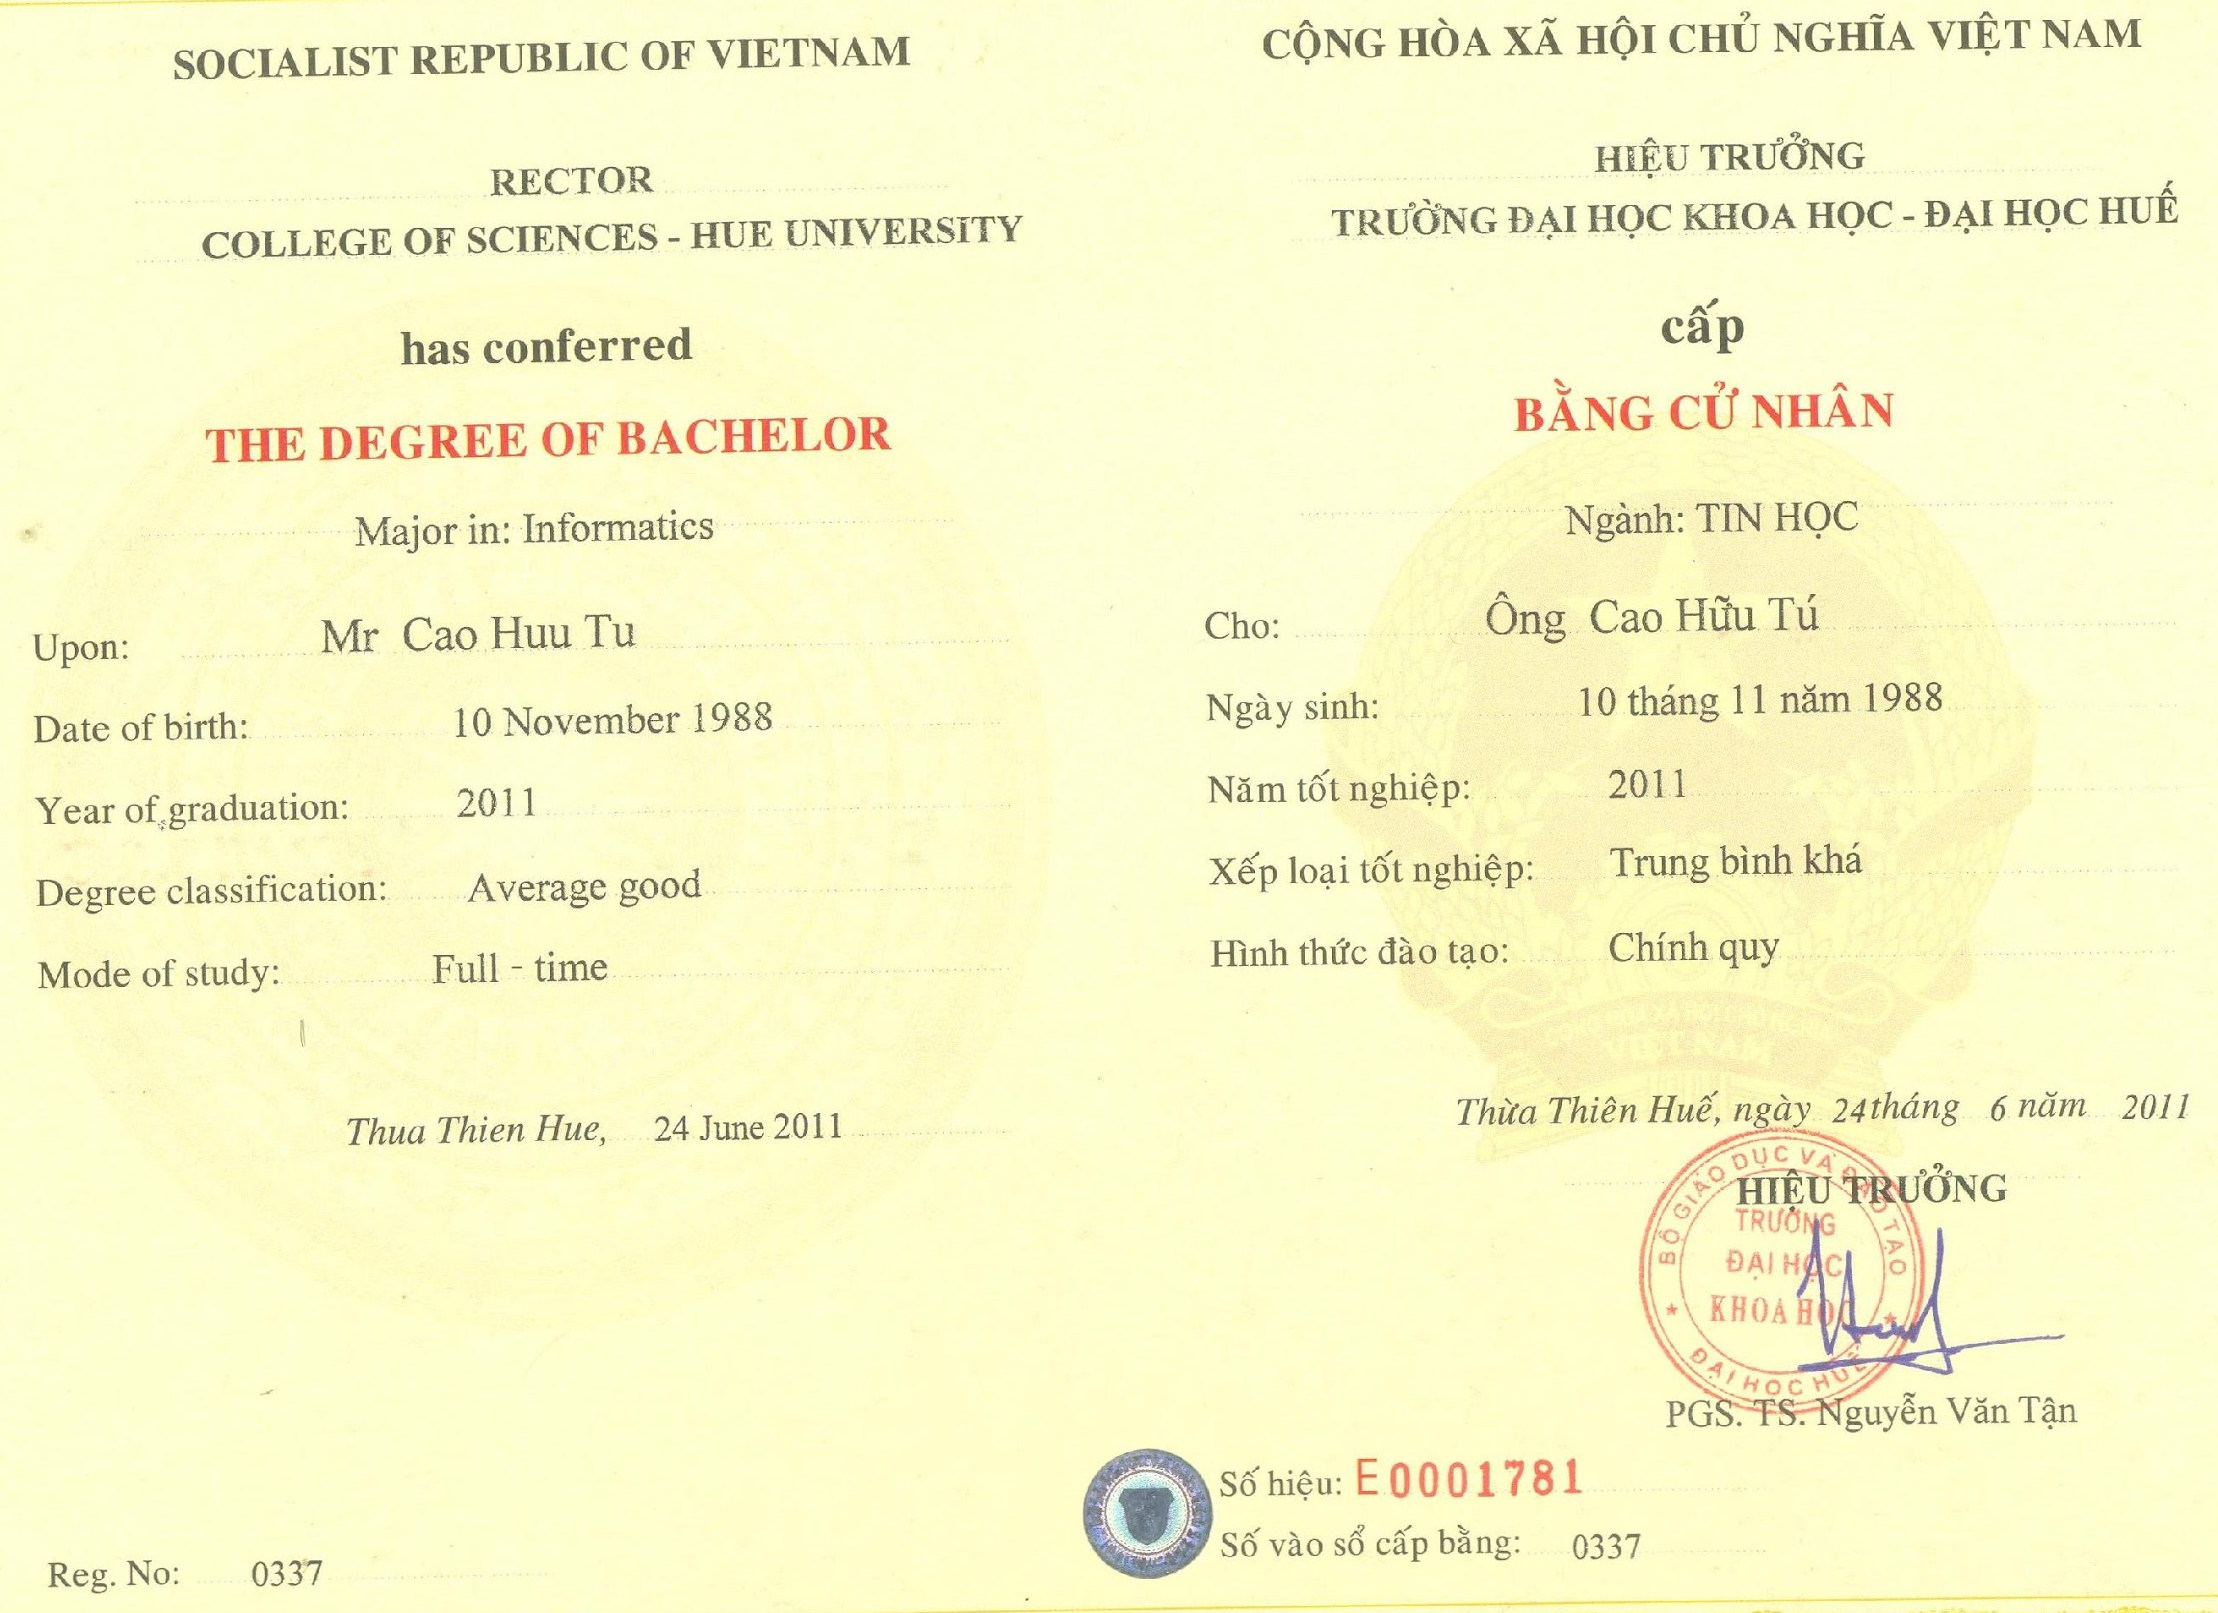 SOCIALIST REPUBLIC OF VIETNAM
RECTOR
COLLEGE OF SCIENCES - HUE UNIVERSITY
has conferred
THE DEGREE OF BACHELOR
Major in: Informatics
Upon: Mr Cao Huu Tu
Date of birth: 10 November 1988
Year of graduation: 2011
Degree classification: Average good
Mode of study: Full - time
Thua Thien Hue, 24 June 2011
Reg. No: 0337
CỘNG HÒA XÃ HỘI CHỦ NGHĨA VIỆT NAM
HIỆU TRƯỞNG
TRƯỜNG ĐẠI HỌC KHOA HỌC - ĐẠI HỌC HUẾ
cấp
BẰNG CỬ NHÂN
Ngành: TIN HỌC
Cho: Ông Cao Hữu Tú
Ngày sinh: 10 tháng 11 năm 1988
Năm tốt nghiệp: 2011
Xếp loại tốt nghiệp: Trung bình khá
Hình thức đào tạo: Chính quy
VIỆT NAM
Thừa Thiên Huế, ngày 24 tháng 6 năm 2011
HIỆU TRƯỞNG
BỘ GIÁO DỤC VÀ ĐÀO TẠO
TRƯỜNG
ĐẠI HỌC
KHOA HỌC
ĐẠI HỌC HUẾ
PGS. TS. Nguyễn Văn Tận
Số hiệu: E0001781
Số vào sổ cấp bằng: 0337